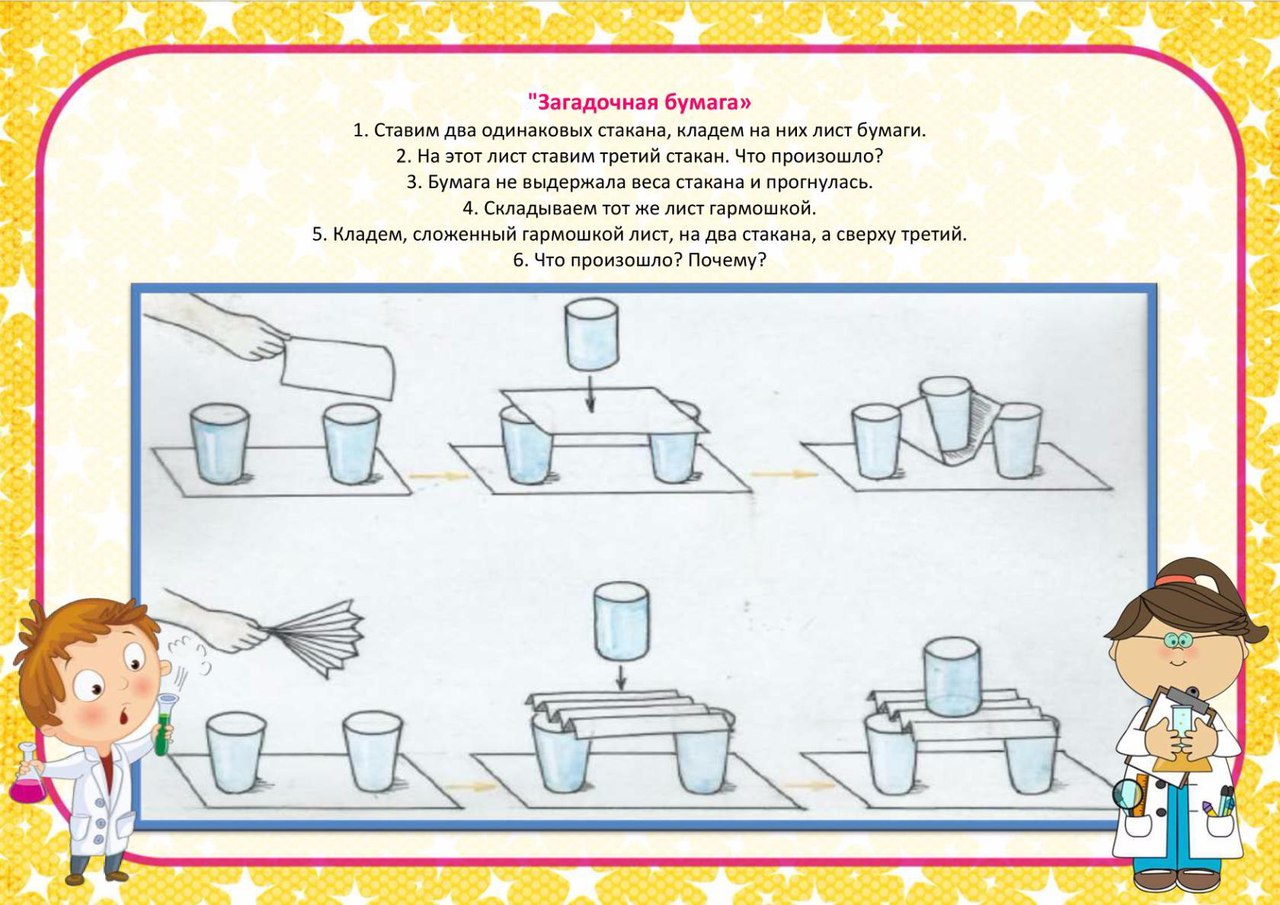 "Загадочная бумага»
1. Ставим два одинаковых стакана, кладем на них лист бумаги.
2. На этот лист ставим третий стакан. Что произошло?
3. Бумага не выдержала веса стакана и прогнулась.
4. Складываем тот же лист гармошкой.
5. Кладем, сложенный гармошкой лист, на два стакана, а сверху третий.
6. Что произошло? Почему?